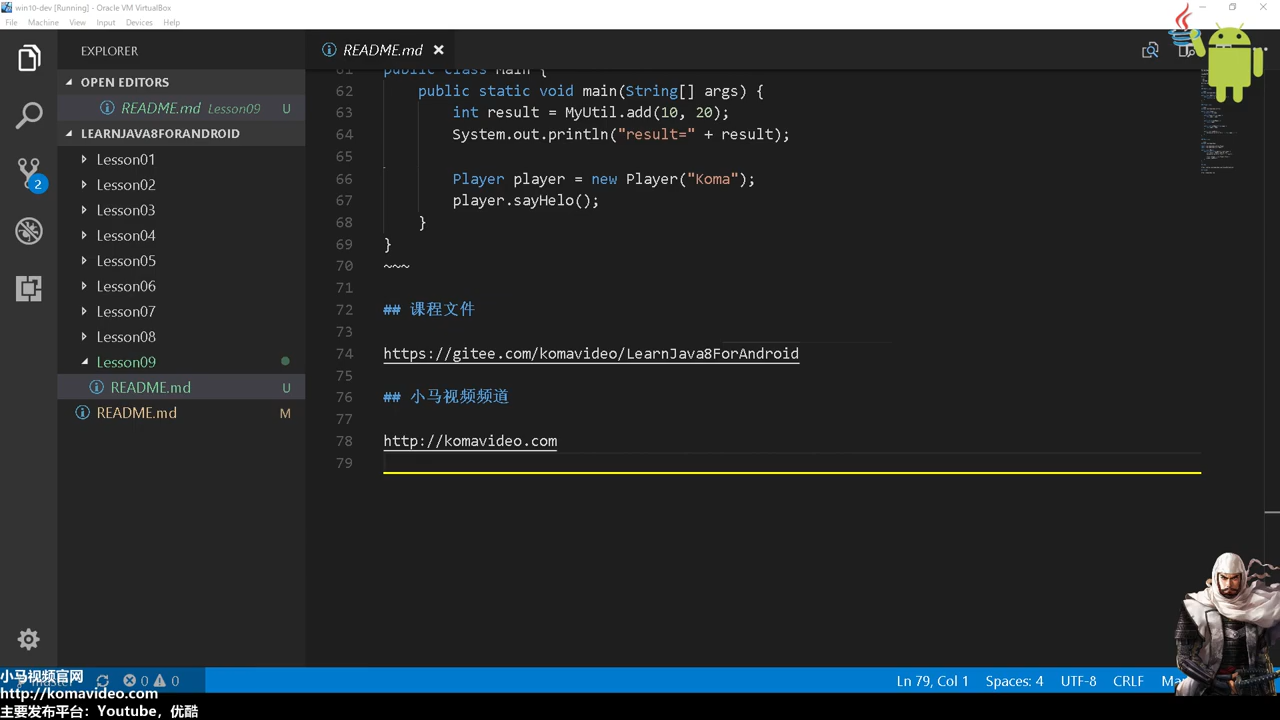 win10-dev [Running] - Oracle VM VirtualBox
File Machine View Input Devices Help
EXPLORER
README.md
OPEN EDITORS
README.md Lesson09 U
LEARNJAVA8FORANDROID
Lesson01
Lesson02
Lesson03
Lesson04
Lesson05
Lesson06
Lesson07
Lesson08
Lesson09
README.md U
README.md M
2
61 public class Main {
62 public static void main(String[] args) {
63 int result = MyUtil.add(10, 20);
64 System.out.println("result=" + result);
65
66 Player player = new Player("Koma");
67 player.sayHelo();
68 }
69 }
70 ~~~
71
72 ## 课程文件
73
74 https://gitee.com/komavideo/LearnJava8ForAndroid
75
76 ## 小马视频频道
77
78 http://komavideo.com
79
小马视频官网
http://komavideo.com
主要发布平台：Youtube，优酷
0 0
Ln 79, Col 1 Spaces: 4 UTF-8 CRLF